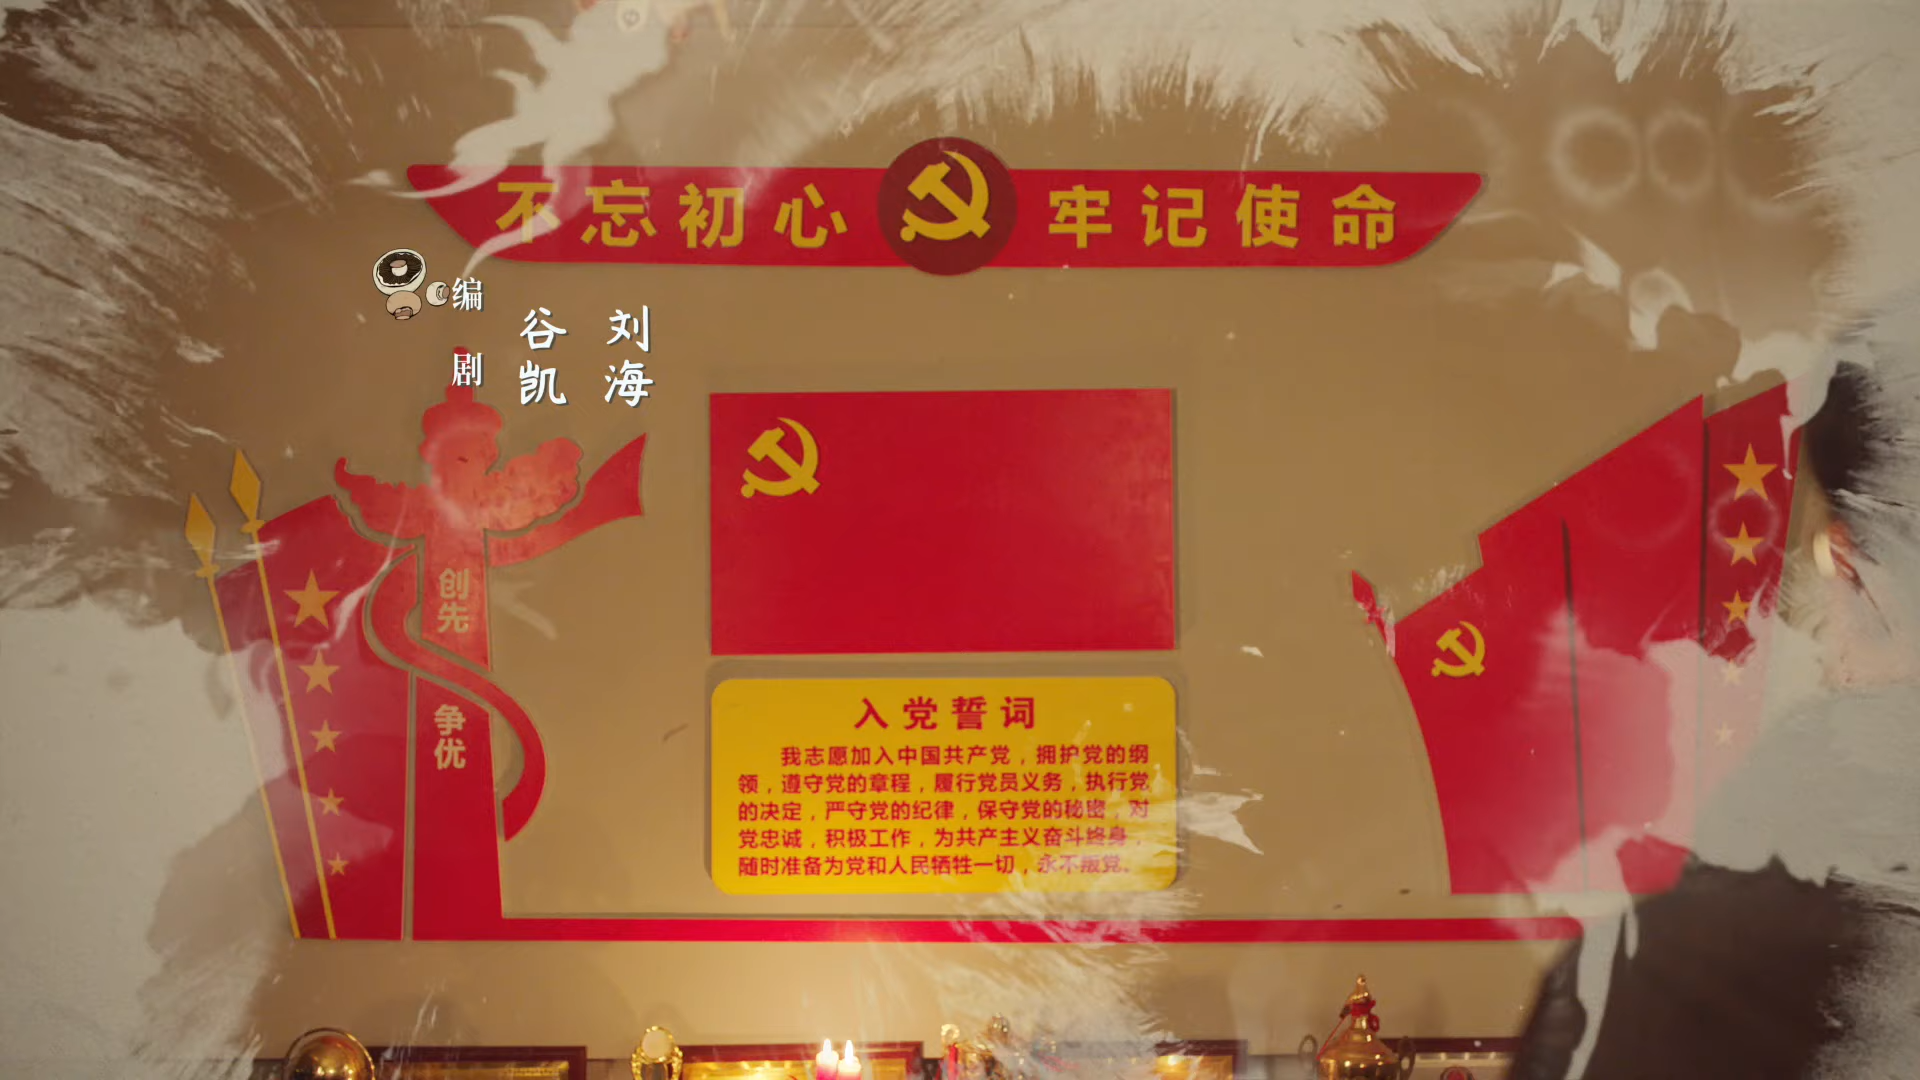 不忘初心 牢记使命
编剧
谷凯 刘海
创先
争优
入党誓词
我志愿加入中国共产党，拥护党的纲
领，遵守党的章程，履行党员义务，执行党
的决定，严守党的纪律，保守党的秘密，对
党忠诚，积极工作，为共产主义奋斗终身，
随时准备为党和人民牺牲一切，永不叛党。